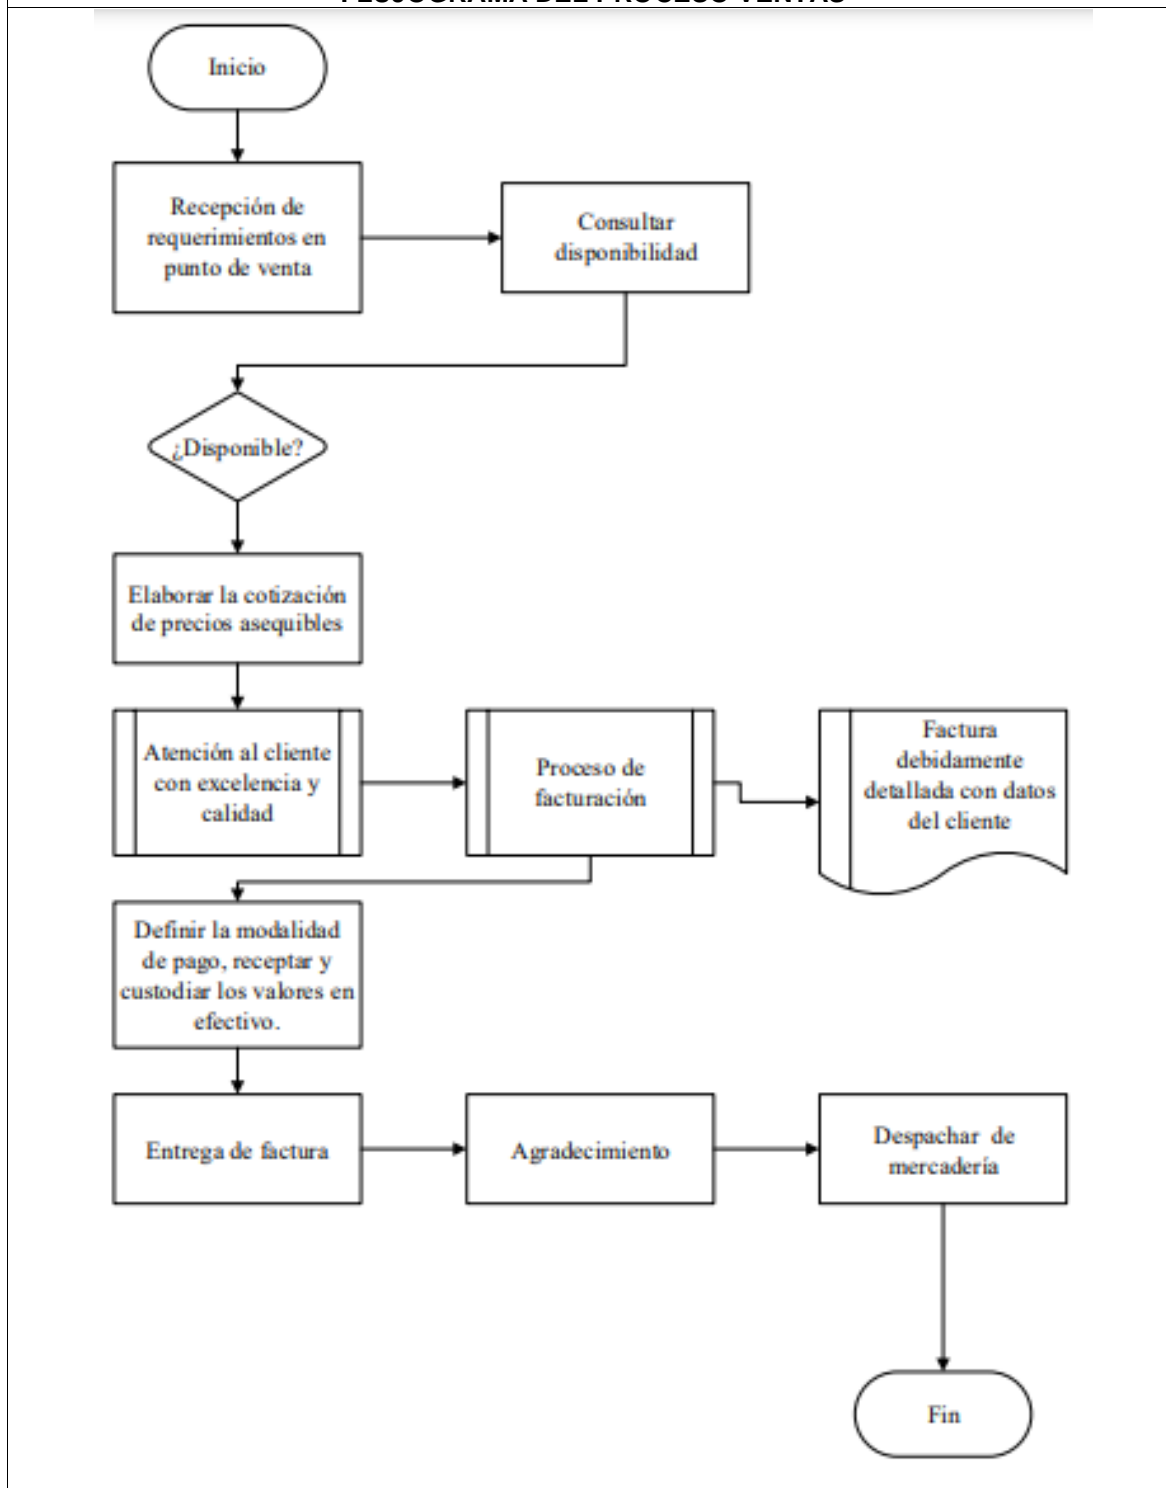 Inicio
Recepción de
requerimientos en
punto de venta
Consultar
disponibilidad
¿Disponible?
Elaborar la cotización
de precios asequibles
Atención al cliente
con excelencia y
calidad
Proceso de
facturación
Factura
debidamente
detallada con datos
del cliente
Definir la modalidad
de pago, receptar y
custodiar los valores en
efectivo.
Entrega de factura
Agradecimiento
Despachar de
mercadería
Fin